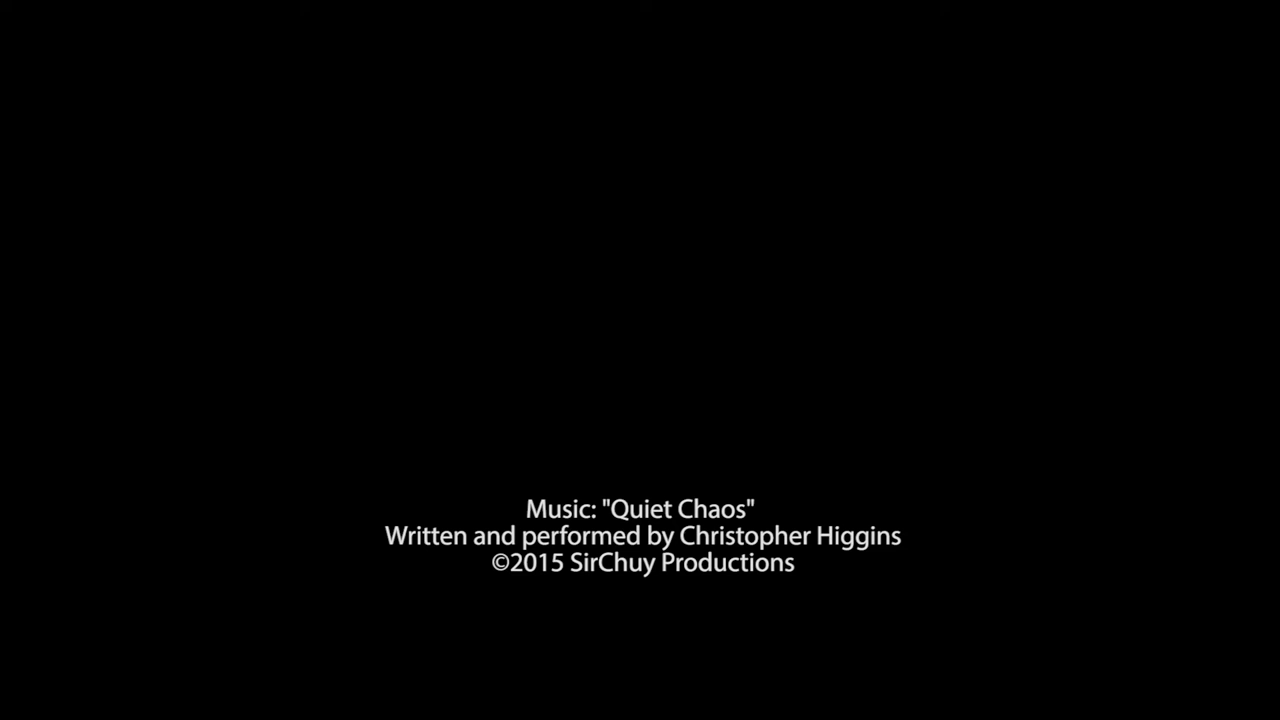 Music: "Quiet Chaos"
Written and performed by Christopher Higgins
©2015 SirChuy Productions